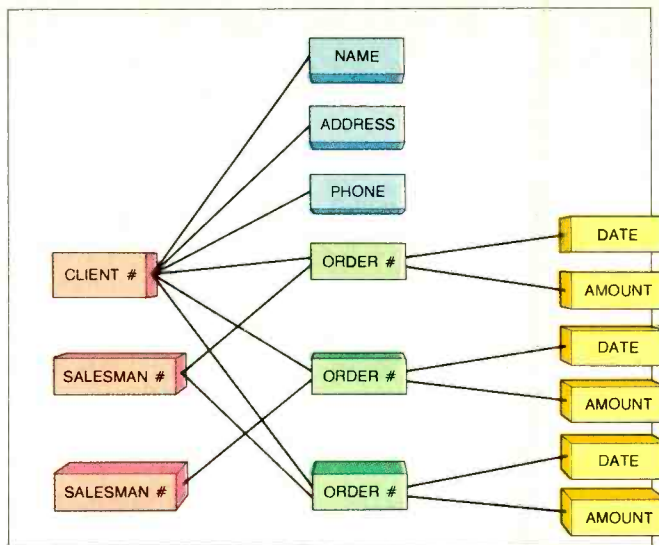 NAME
ADDRESS
PHONE
CLIENT #
ORDER #
DATE
AMOUNT
SALESMAN #
ORDER #
DATE
AMOUNT
SALESMAN #
ORDER #
DATE
AMOUNT